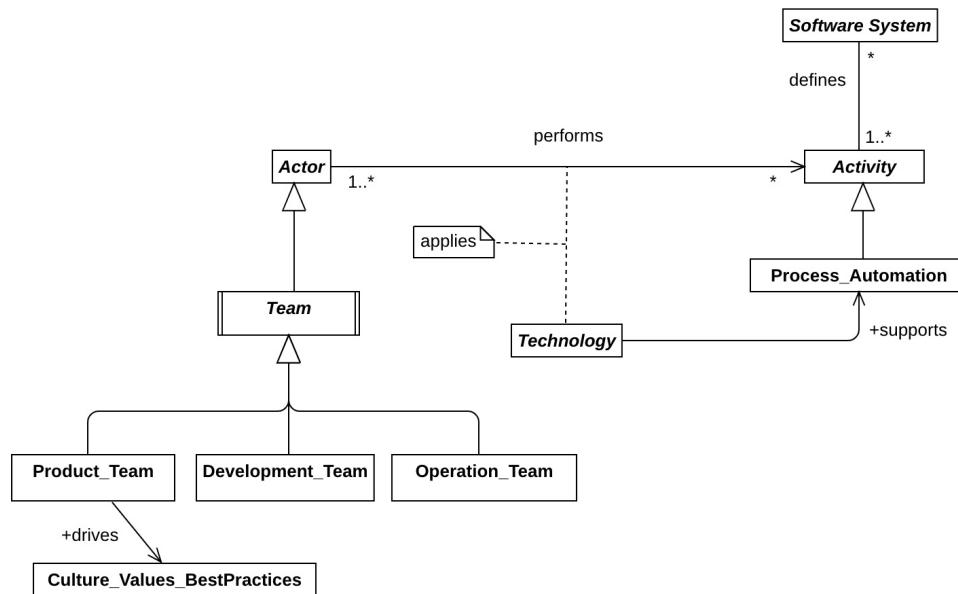 Software System
*
defines
performs
1..*
Actor
Activity
1..*
*
applies
Process_Automation
Team
Technology
+supports
Product_Team
Development_Team
Operation_Team
+drives
Culture_Values_BestPractices